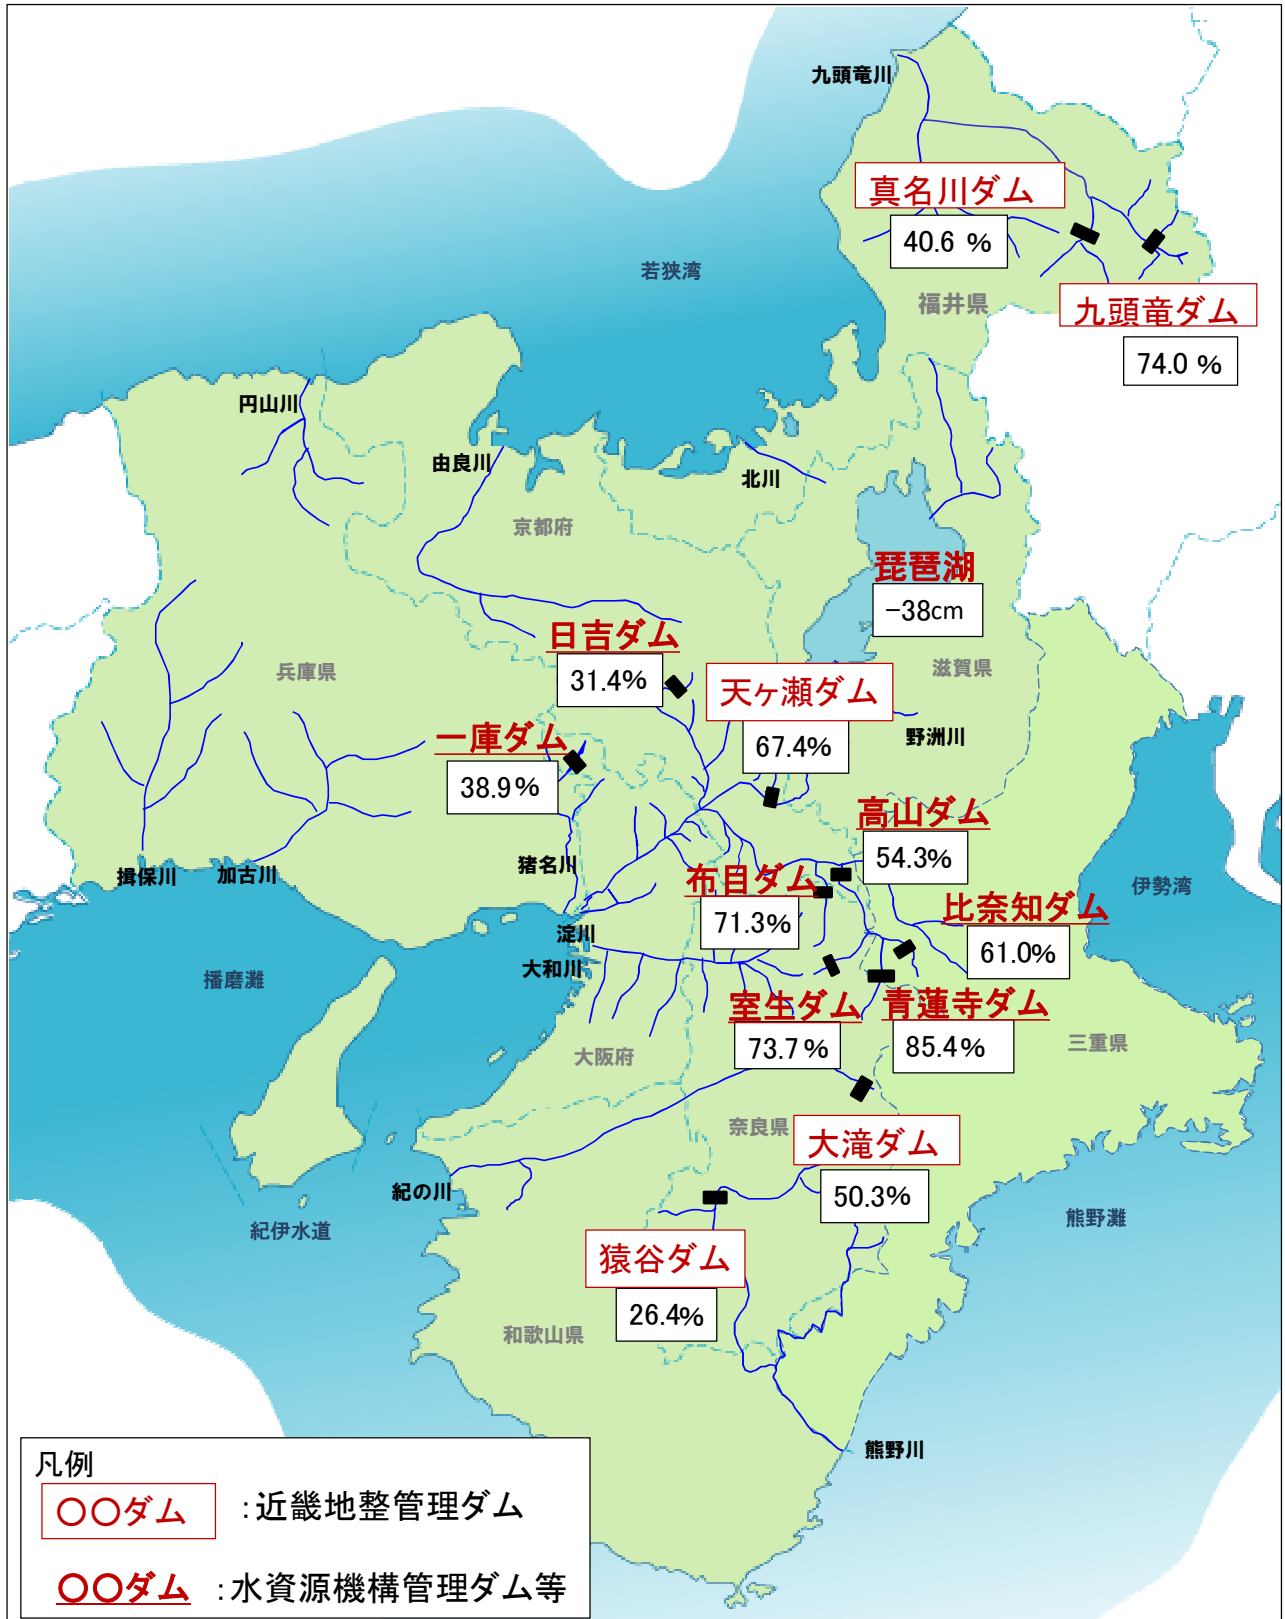 九頭竜川
真名川ダム
40.6 %
若狭湾
福井県
九頭竜ダム
74.0 %
円山川
由良川
北川
京都府
琵琶湖
-38cm
日吉ダム
31.4%
兵庫県
滋賀県
天ヶ瀬ダム
67.4%
野洲川
一庫ダム
38.9%
高山ダム
54.3%
猪名川
揖保川
加古川
布目ダム
71.3%
伊勢湾
比奈知ダム
61.0%
淀川
大和川
播磨灘
室生ダム
73.7%
青蓮寺ダム
85.4%
大阪府
三重県
奈良県
大滝ダム
50.3%
紀の川
紀伊水道
熊野灘
猿谷ダム
26.4%
和歌山県
熊野川
凡例
〇〇ダム :近畿地整管理ダム
〇〇ダム :水資源機構管理ダム等